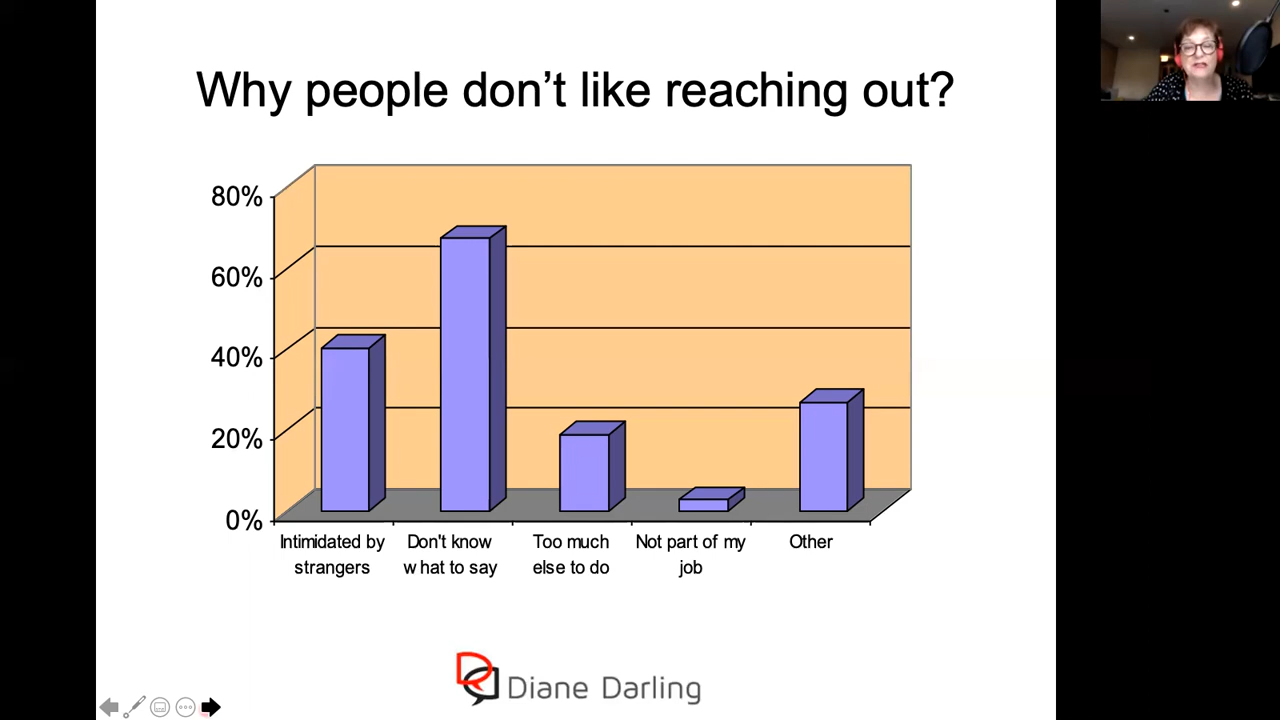 Why people don't like reaching out?
80%
60%
40%
20%
0%
Intimidated by strangers
Don't know w hat to say
Too much else to do
Not part of my job
Other
Diane Darling